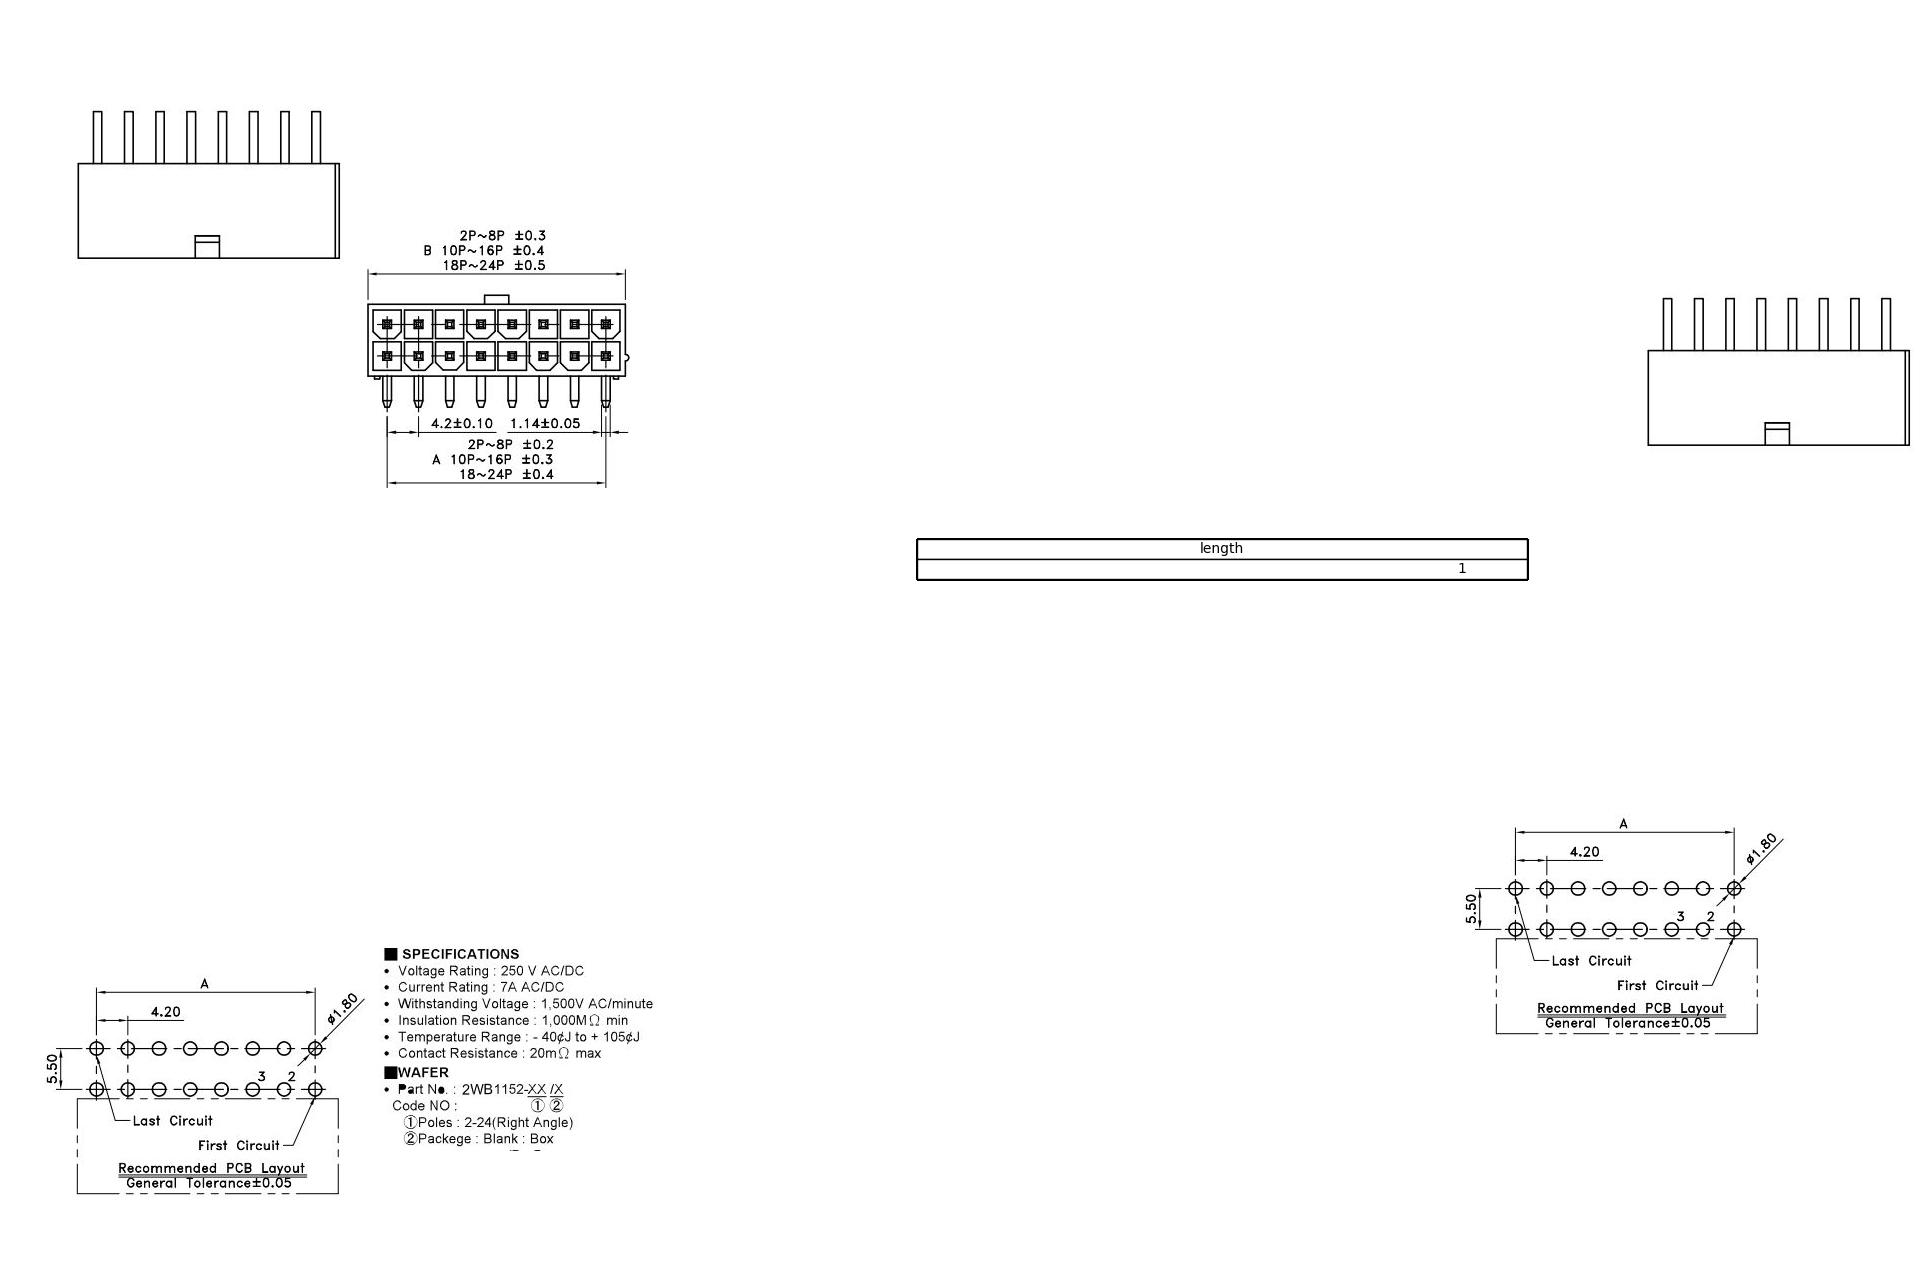 2P~8P ±0.3
B 10P~16P ±0.4
18P~24P ±0.5
4.2±0.10 1.14±0.05
2P~8P ±0.2
A 10P~16P ±0.3
18~24P ±0.4
length
1
A
4.20
ø1.80
5.50
3 2
Last Circuit
First Circuit
Recommended PCB Layout
General Tolerance±0.05
■ SPECIFICATIONS
• Voltage Rating : 250 V AC/DC
• Current Rating : 7A AC/DC
• Withstanding Voltage : 1,500V AC/minute
• Insulation Resistance : 1,000MΩ min
• Temperature Range : - 40¢J to + 105¢J
• Contact Resistance : 20mΩ max
■WAFER
• Part No. : 2WB1152-XX /X
Code NO : ① ②
①Poles : 2-24(Right Angle)
②Packege : Blank : Box
A
4.20
ø1.80
5.50
3 2
Last Circuit
First Circuit
Recommended PCB Layout
General Tolerance±0.05